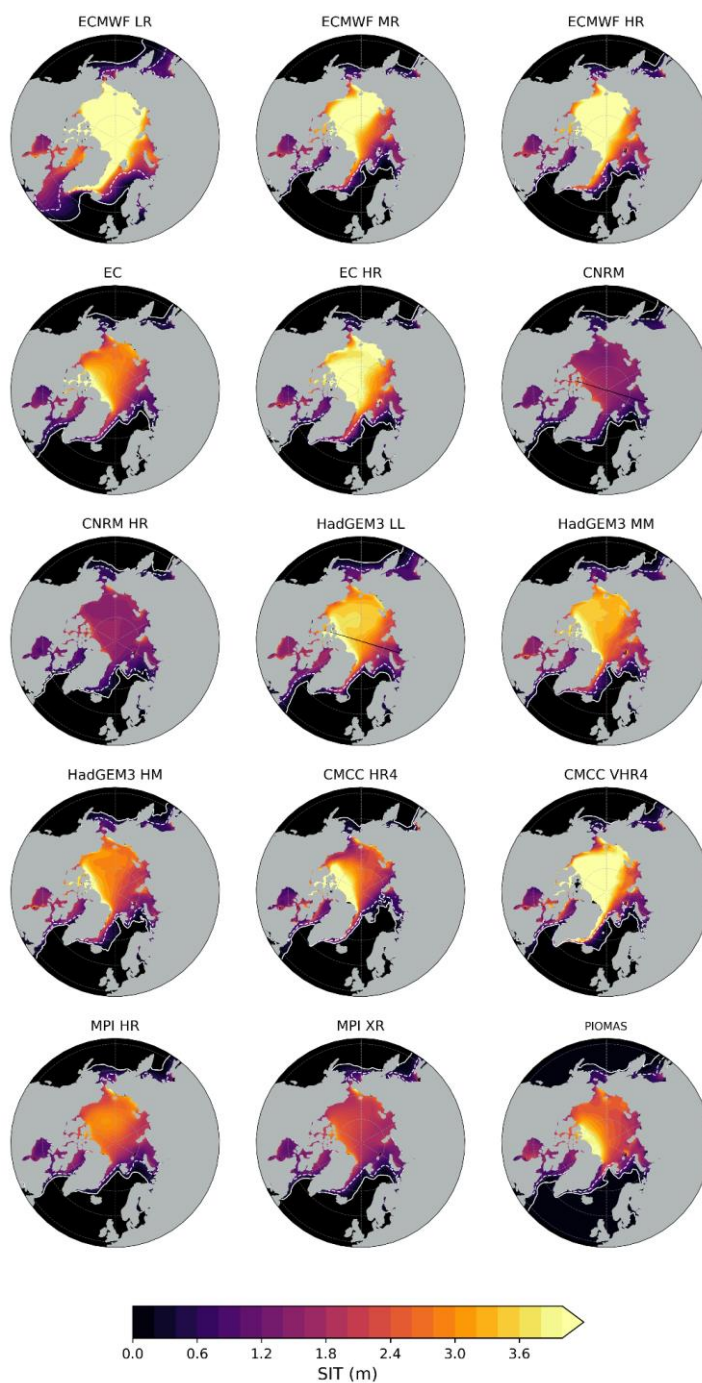 ECMWF LR
ECMWF MR
ECMWF HR
EC
EC HR
CNRM
CNRM HR
HadGEM3 LL
HadGEM3 MM
HadGEM3 HM
CMCC HR4
CMCC VHR4
MPI HR
MPI XR
PIOMAS
0.0 0.6 1.2 1.8 2.4 3.0 3.6
SIT (m)